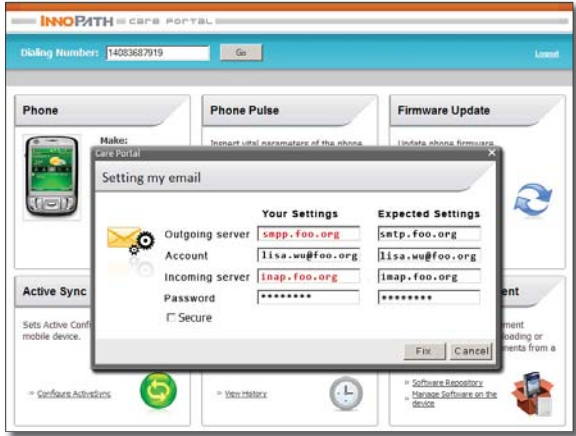 INNOPATH CARE PORTAL
Dialing Number: 14083687919 Go Logout
Phone
Phone Pulse
Firmware Update
Make:
Inspect vital parameters of the phone
Update phone firmware
Care Portal x
Setting my email
Your Settings Expected Settings
Outgoing server smpp.foo.org smtp.foo.org
Account lisa.wu@foo.org lisa.wu@foo.org
Incoming server inap.foo.org imap.foo.org
Password ******** ********
Secure
Fix Cancel
Active Sync
ent
Sets Active Confi
mobile device.
ment
loading or
ments from a
» Configure ActiveSync
» View History
» Software Repository
» Manage Software on the
device